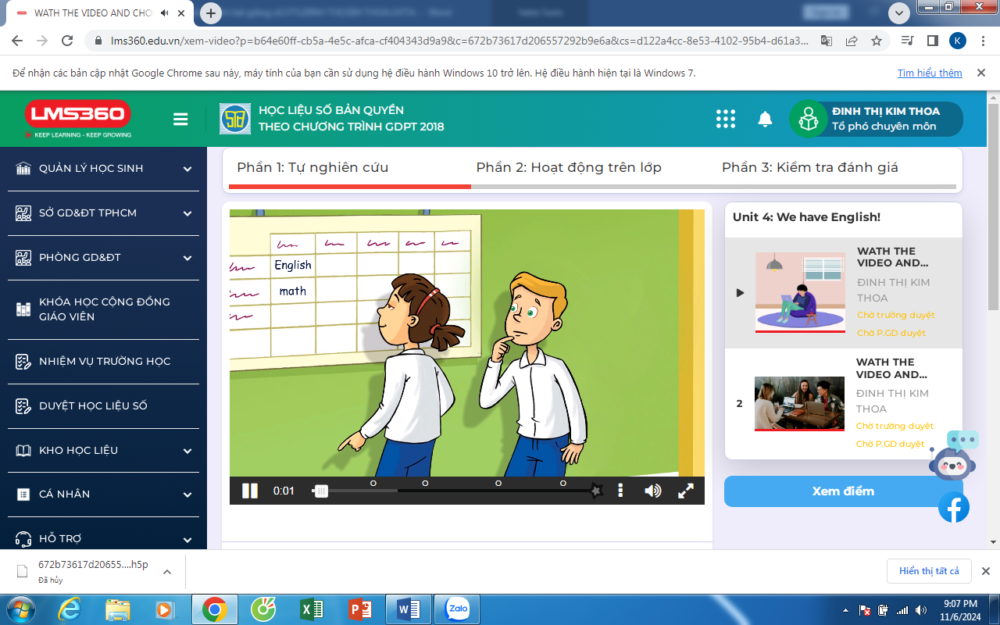 WATH THE VIDEO AND CHO
lms360.edu.vn/xem-video?p=b64e60ff-cb5a-4e5c-afca-cf404343d9a9&c=672b73617d206557292b9e6a&cs=d122a4cc-8e53-4102-95b4-d61a3...
K
Để nhận các bản cập nhật Google Chrome sau này, máy tính của bạn cần sử dụng hệ điều hành Windows 10 trở lên. Hệ điều hành hiện tại là Windows 7.
Tìm hiểu thêm
LMS360
KEEP LEARNING - KEEP GROWING
HỌC LIỆU SỐ BẢN QUYỀN
THEO CHƯƠNG TRÌNH GDPT 2018
ĐINH THỊ KIM THOA
Tổ phó chuyên môn
QUẢN LÝ HỌC SINH
SỞ GD&ĐT TPHCM
PHÒNG GD&ĐT
KHÓA HỌC CỘNG ĐỒNG
GIÁO VIÊN
NHIỆM VỤ TRƯỜNG HỌC
DUYỆT HỌC LIỆU SỐ
KHO HỌC LIỆU
CÁ NHÂN
HỖ TRỢ
Phần 1: Tự nghiên cứu
Phần 2: Hoạt động trên lớp
Phần 3: Kiểm tra đánh giá
English
math
0:01
Unit 4: We have English!
WATH THE
VIDEO AND...
ĐINH THỊ KIM
THOA
Chờ trường duyệt
Chờ P.GD duyệt
2
WATH THE
VIDEO AND...
ĐINH THỊ KIM
THOA
Chờ trường duyệt
Chờ P.GD duyệt
Xem điểm
672b73617d20655....h5p
Đã hủy
Hiển thị tất cả
Zalo
9:07 PM
11/6/2024